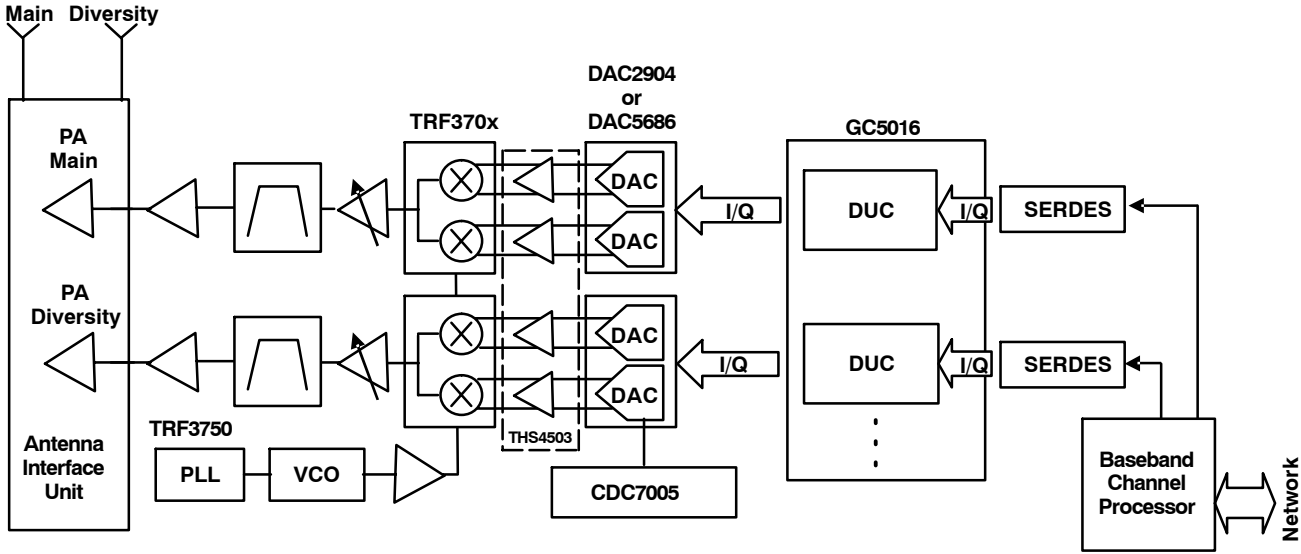 Main Diversity
DAC2904
or
DAC5686
TRF370x
GC5016
PA
Main
DAC
DAC
I/Q
DUC
I/Q
SERDES
PA
Diversity
DAC
DAC
I/Q
DUC
I/Q
SERDES
TRF3750
THS4503
Antenna
Interface
Unit
PLL
VCO
CDC7005
Baseband
Channel
Processor
Network